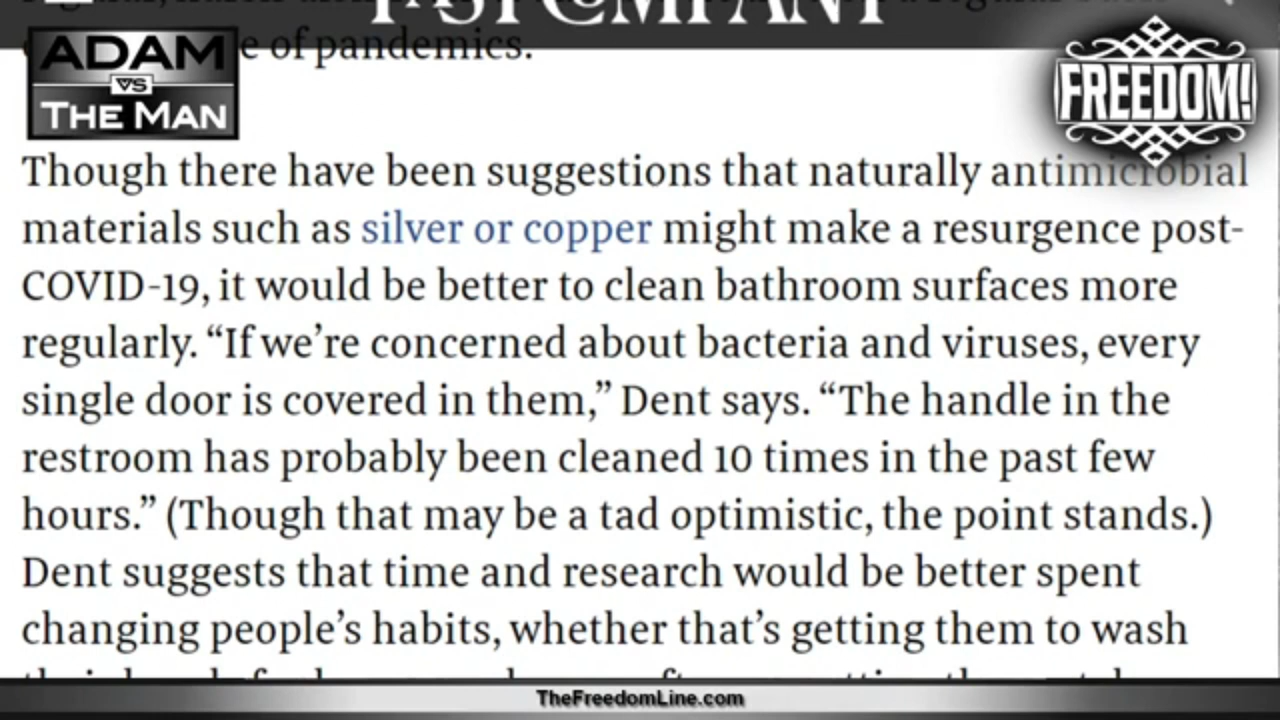 FAST COMPANY
e of pandemics.
ADAM
VS
THE MAN
FREEDOM!
Though there have been suggestions that naturally antimicrobial
materials such as silver or copper might make a resurgence post-
COVID-19, it would be better to clean bathroom surfaces more
regularly. “If we’re concerned about bacteria and viruses, every
single door is covered in them,” Dent says. “The handle in the
restroom has probably been cleaned 10 times in the past few
hours.” (Though that may be a tad optimistic, the point stands.)
Dent suggests that time and research would be better spent
changing people’s habits, whether that’s getting them to wash
TheFreedomLine.com